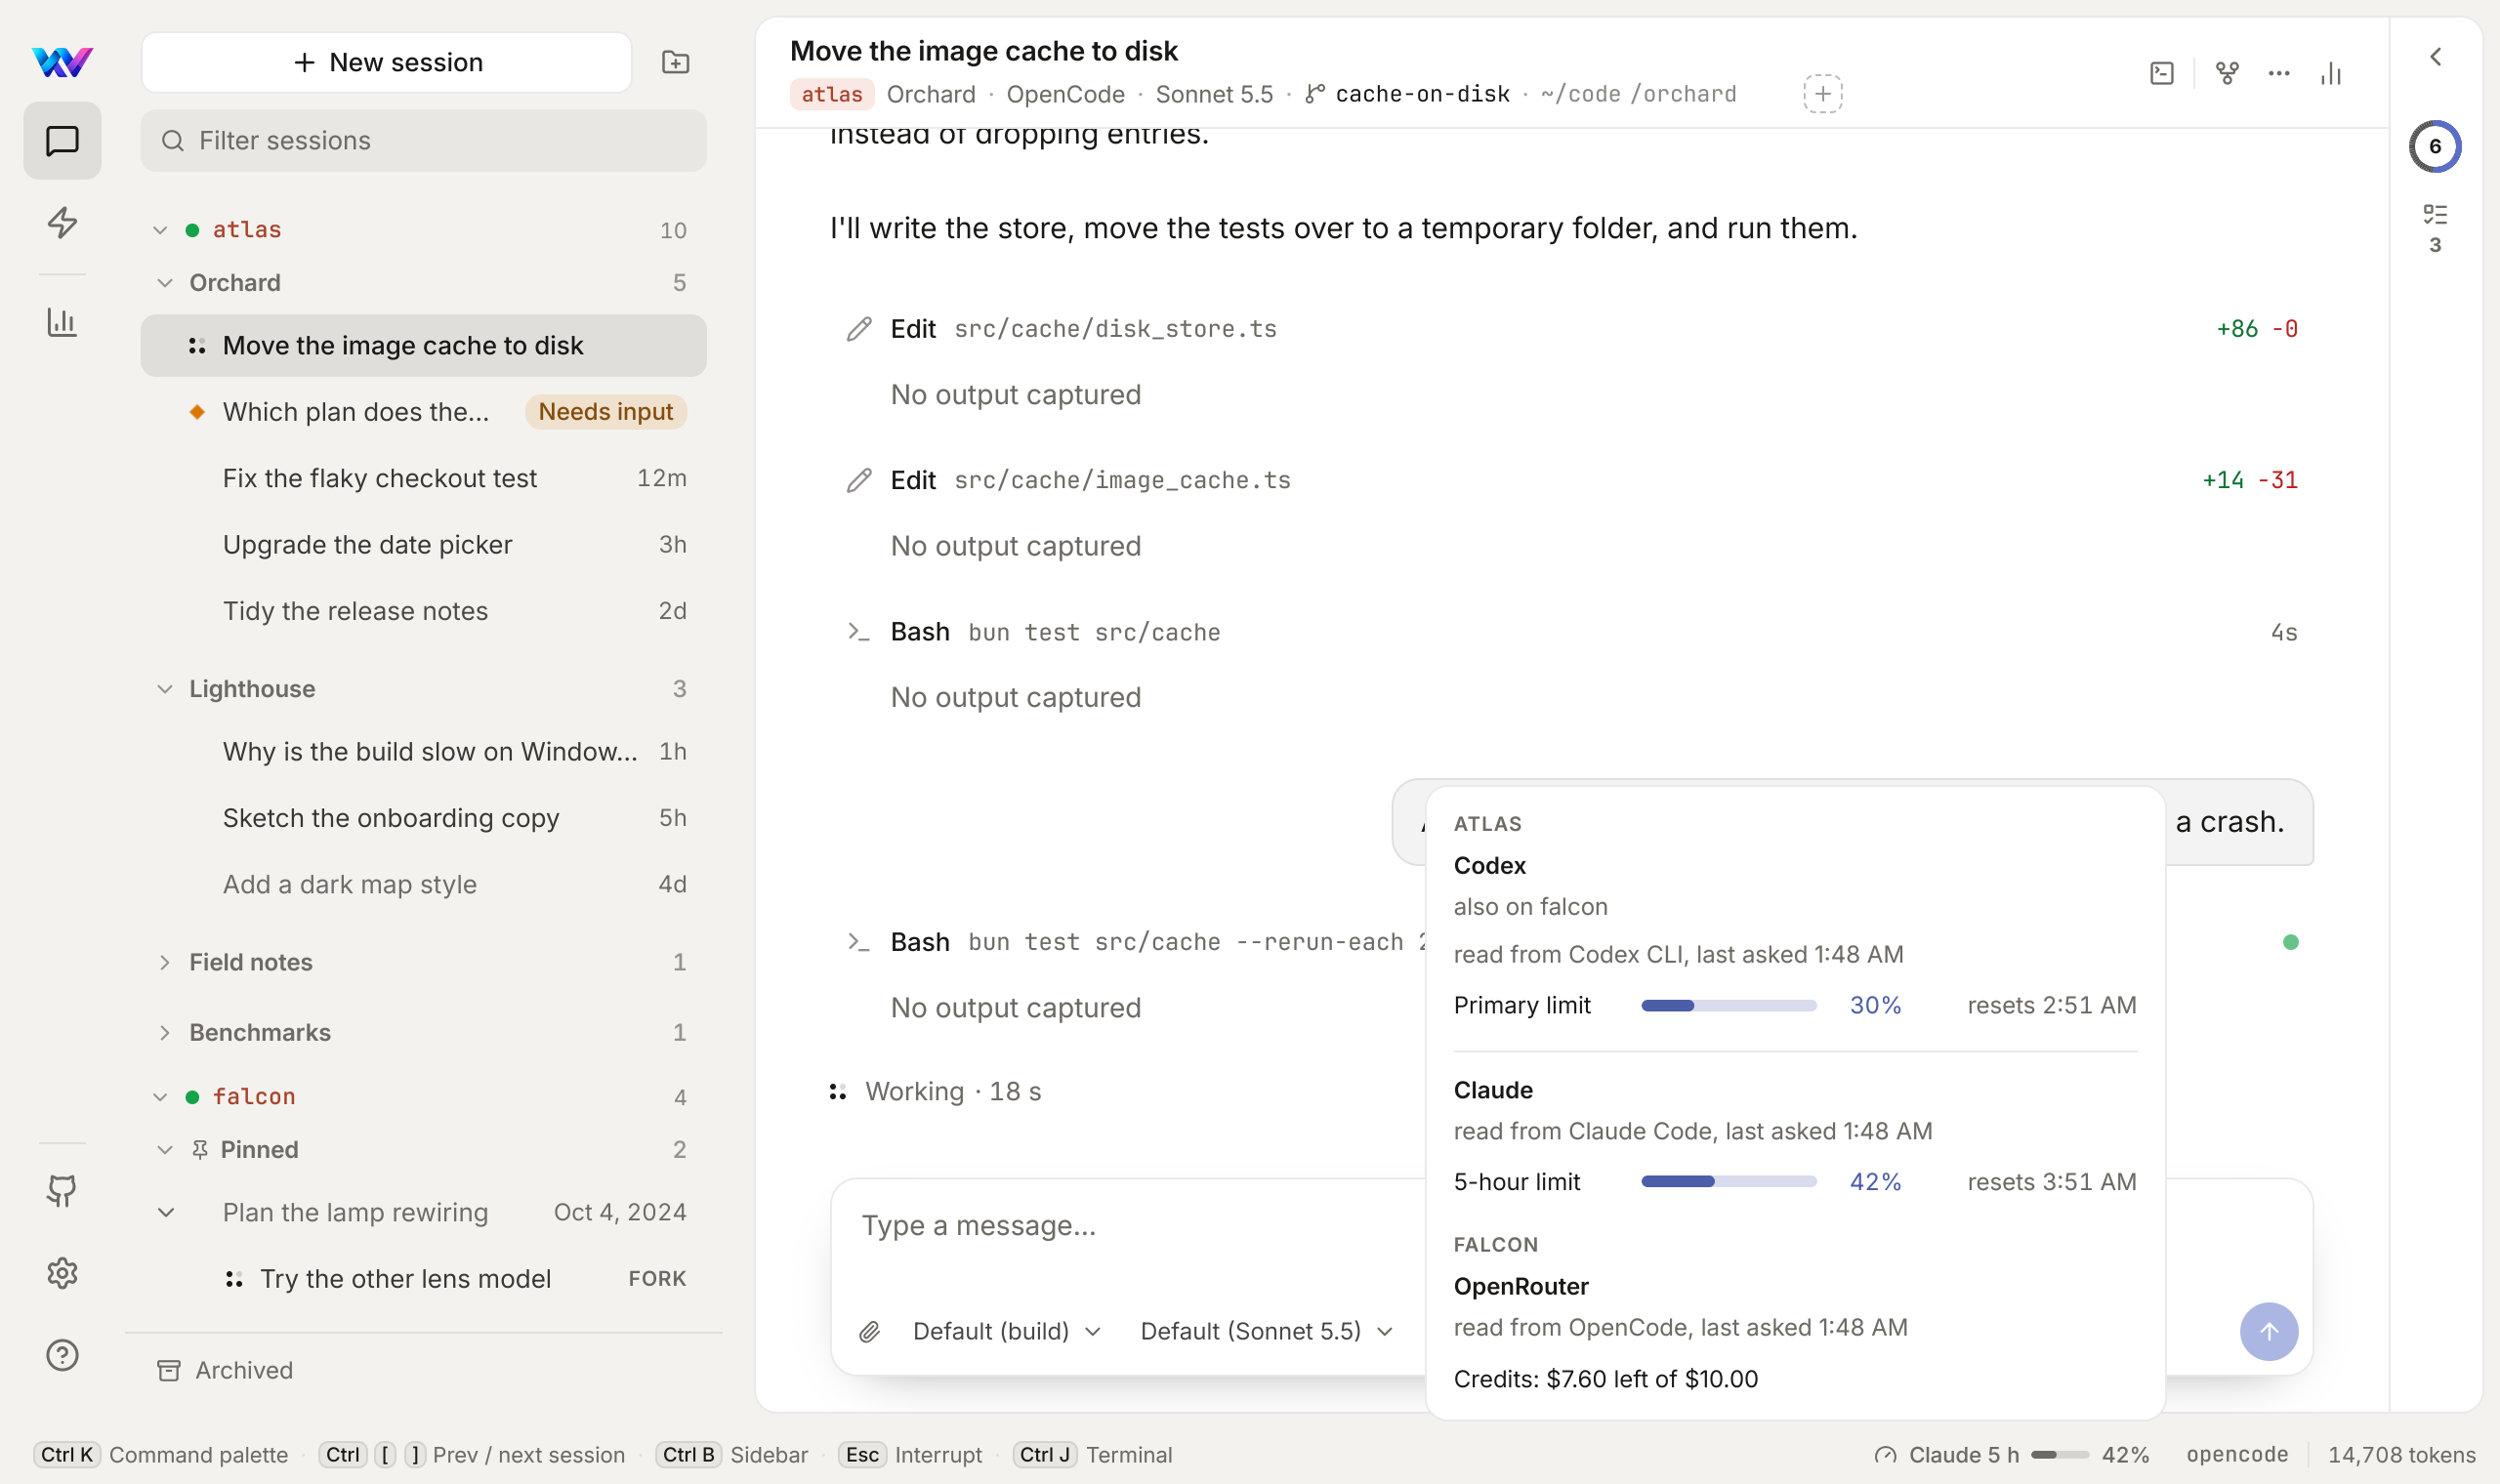 New session
Filter sessions
atlas 10
Orchard 5
Move the image cache to disk
Which plan does the... Needs input
Fix the flaky checkout test 12m
Upgrade the date picker 3h
Tidy the release notes 2d
Lighthouse 3
Why is the build slow on Window... 1h
Sketch the onboarding copy 5h
Add a dark map style 4d
Field notes 1
Benchmarks 1
falcon 4
Pinned 2
Plan the lamp rewiring Oct 4, 2024
Try the other lens model FORK
Archived
Move the image cache to disk
atlas Orchard · OpenCode · Sonnet 5.5 · cache-on-disk · ~/code /orchard
instead of dropping entries.
I'll write the store, move the tests over to a temporary folder, and run them.
Edit src/cache/disk_store.ts +86 -0
No output captured
Edit src/cache/image_cache.ts +14 -31
No output captured
Bash bun test src/cache 4s
No output captured
a crash.
Bash bun test src/cache --rerun-each
No output captured
Working · 18 s
Type a message...
Default (build) Default (Sonnet 5.5)
ATLAS
Codex
also on falcon
read from Codex CLI, last asked 1:48 AM
Primary limit 30% resets 2:51 AM
Claude
read from Claude Code, last asked 1:48 AM
5-hour limit 42% resets 3:51 AM
FALCON
OpenRouter
read from OpenCode, last asked 1:48 AM
Credits: $7.60 left of $10.00
6
3
Ctrl K Command palette · Ctrl [ ] Prev / next session · Ctrl B Sidebar · Esc Interrupt · Ctrl J Terminal
Claude 5 h 42% opencode 14,708 tokens